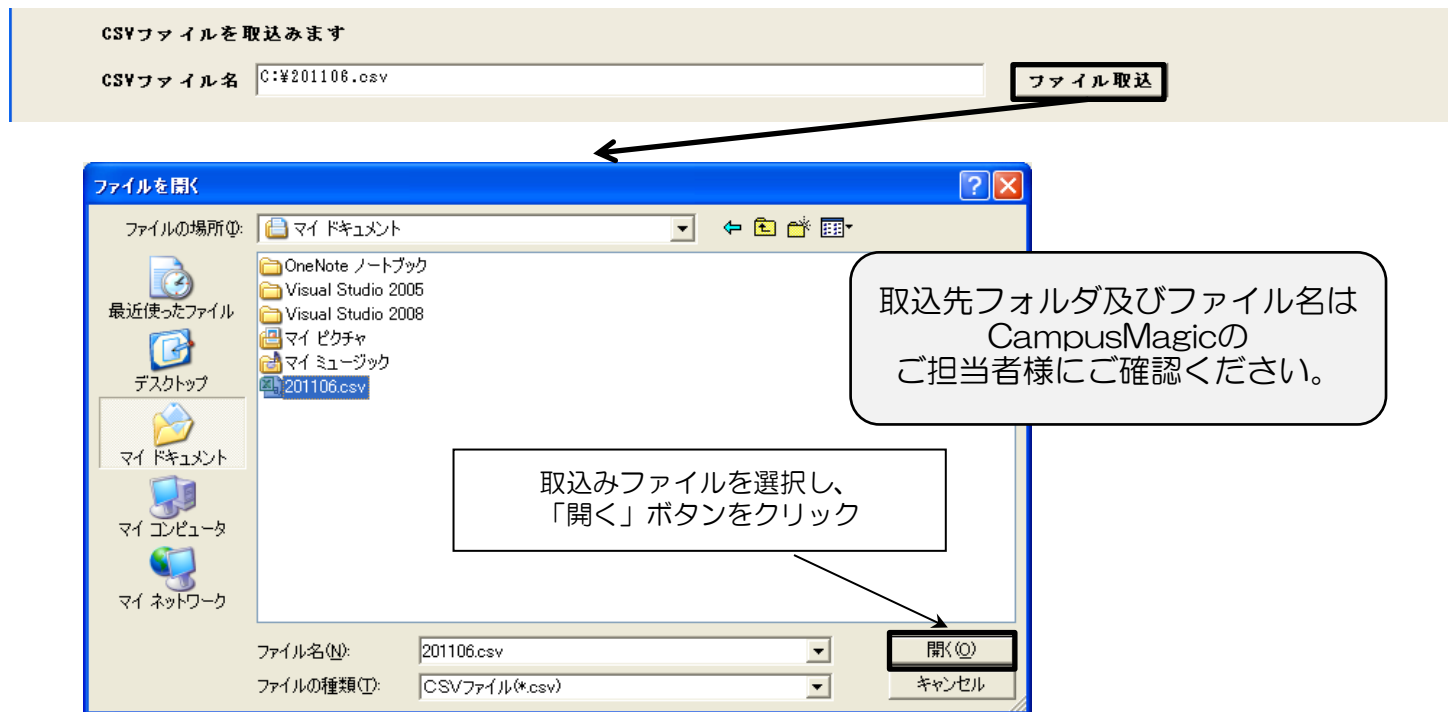 CSVファイルを取込みます
CSVファイル名 C:¥201106.csv ファイル取込
ファイルを開く
ファイルの場所(I): マイ ドキュメント
OneNote ノートブック
Visual Studio 2005
Visual Studio 2008
マイ ピクチャ
マイ ミュージック
201106.csv
最近使ったファイル
デスクトップ
マイ ドキュメント
マイ コンピュータ
マイ ネットワーク
取込先フォルダ及びファイル名は
CampusMagicの
ご担当者様にご確認ください。
取込みファイルを選択し、
「開く」ボタンをクリック
ファイル名(N): 201106.csv 開く(O)
ファイルの種類(T): CSVファイル(*.csv) キャンセル